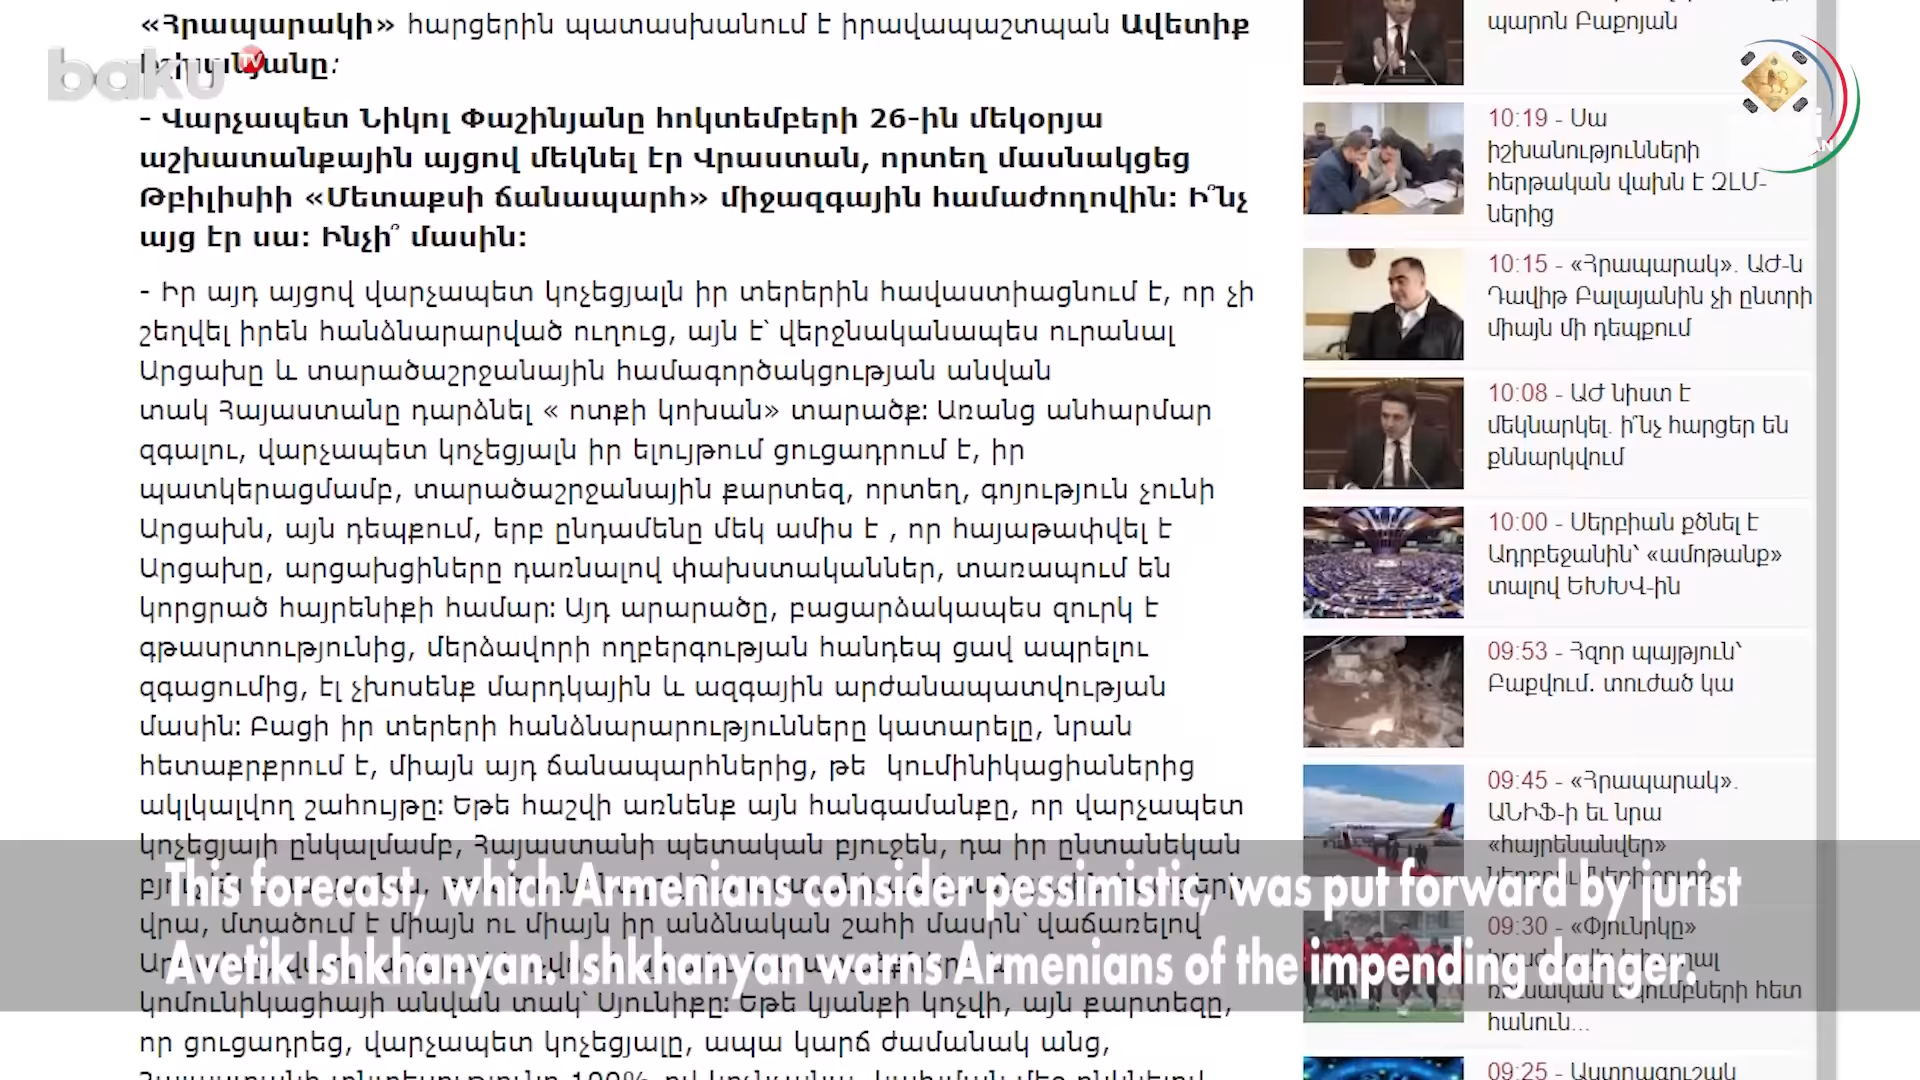 «Հրապարակի» հարցերին պատասխանում է իրավապաշտպան Ավետիք
baku TV
- Վարչապետ Նիկոլ Փաշինյանը հոկտեմբերի 26-ին մեկօրյա
աշխատանքային այցով մեկնել էր Վրաստան, որտեղ մասնակցեց
Թբիլիսիի «Մետաքսի ճանապարհ» միջազգային համաժողովին: Ի՞նչ
այց էր սա: Ինչի՞ մասին:
- Իր այդ այցով վարչապետ կոչեցյալն իր տերերին հավաստիացնում է, որ չի
շեղվել իրեն հանձնարարված ուղուց, այն է՝ վերջնականապես ուրանալ
Արցախը և տարածաշրջանային համագործակցության անվան
տակ Հայաստանը դարձնել « ոտքի կոխան» տարածք: Առանց անհարմար
զգալու, վարչապետ կոչեցյալն իր ելույթում ցուցադրում է, իր
պատկերացմամբ, տարածաշրջանային քարտեզ, որտեղ, գոյություն չունի
Արցախն, այն դեպքում, երբ ընդամենը մեկ ամիս է , որ հայաթափվել է
Արցախը, արցախցիները դառնալով փախստականներ, տառապում են
կորցրած հայրենիքի համար: Այդ արարածը, բացարձակապես զուրկ է
գթասրտությունից, մերձավորի ողբերգության հանդեպ ցավ ապրելու
զգացումից, էլ չխոսենք մարդկային և ազգային արժանապատվության
մասին: Բացի իր տերերի հանձնարարությունները կատարելը, նրան
հետաքրքրում է, միայն այդ ճանապարհներից, թե կումինիկացիաներից
ակլկալվող շահույթը: Եթե հաշվի առնենք այն հանգամանքը, որ վարչապետ
կոչեցյալի ընկալմամբ, Հայաստանի պետական բյուջեն, դա իր ընտանեկան
վրա, մտածում է միայն ու միայն իր անձնական շահի մասին՝ վաճառելով
կոմունիկացիայի անվան տակ՝ Սյունիքը: Եթե կյանքի կոչվի, այն քարտեզը,
որ ցուցադրեց, վարչապետ կոչեցյալը, ապա կարճ ժամանակ անց,
պարոն Բաքոյան
10:19 - Սա
իշխանությունների
հերթական վախն է ԶԼՄ-
ներից
10:15 - «Հրապարակ». ԱԺ-ն
Դավիթ Բալայանին չի ընտրի
միայն մի դեպքում
10:08 - ԱԺ նիստ է
մեկնարկել. ի՞նչ հարցեր են
քննարկվում
10:00 - Սերբիան քծնել է
Ադրբեջանին՝ «ամոթանք»
տալով ԵԽԽՎ-ին
09:53 - Հզոր պայթյուն՝
Բաքվում. տուժած կա
09:45 - «Հրապարակ».
ԱՆԻՖ-ի եւ նրա
«հայրենանվեր»
09:30 - «Փյունիկը»
ռուսական ակումբների հետ
հանուն...
09:25 - Աստղագուշակ
This forecast, which Armenians consider pessimistic, was put forward by jurist
Avetik Ishkhanyan. Ishkhanyan warns Armenians of the impending danger.